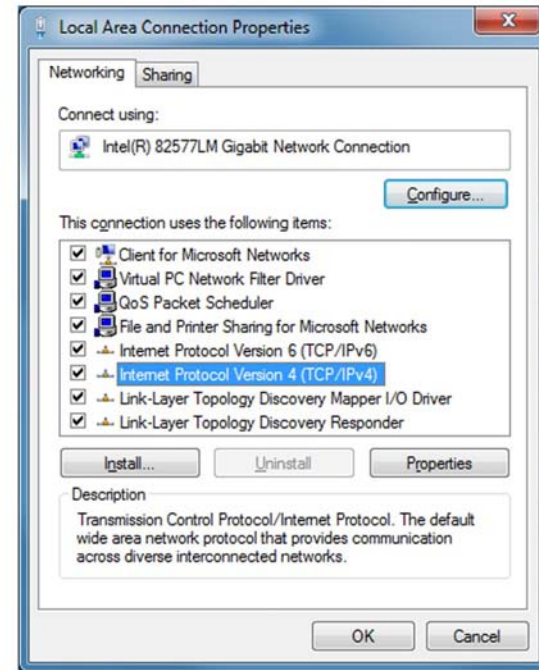 Local Area Connection Properties
Networking
Sharing
Connect using:
Intel(R) 82577LM Gigabit Network Connection
Configure...
This connection uses the following items:
Client for Microsoft Networks
Virtual PC Network Filter Driver
QoS Packet Scheduler
File and Printer Sharing for Microsoft Networks
Internet Protocol Version 6 (TCP/IPv6)
Internet Protocol Version 4 (TCP/IPv4)
Link-Layer Topology Discovery Mapper I/O Driver
Link-Layer Topology Discovery Responder
Install...
Uninstall
Properties
Description
Transmission Control Protocol/Internet Protocol. The default
wide area network protocol that provides communication
across diverse interconnected networks.
OK
Cancel